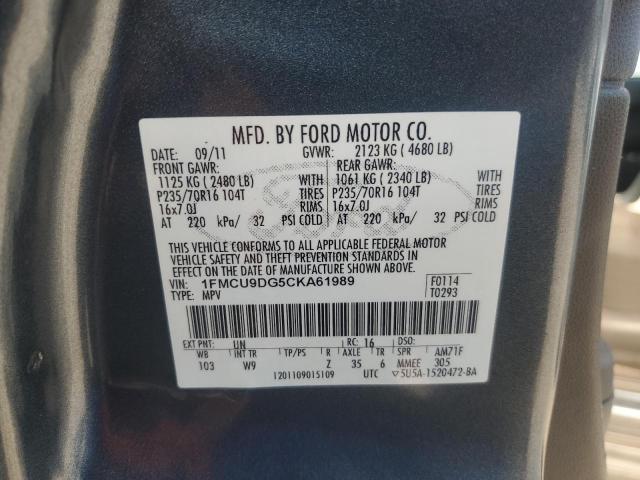 MFD. BY FORD MOTOR CO.
DATE: 09/11 GVWR: 2123 KG ( 4680 LB)
FRONT GAWR: REAR GAWR:
1125 KG ( 2480 LB) WITH 1061 KG ( 2340 LB) WITH
P235/70R16 104T TIRES P235/70R16 104T TIRES
16x7.0J RIMS 16x7.0J RIMS
AT 220 kPa/ 32 PSI COLD AT 220 kPa/ 32 PSI COLD
THIS VEHICLE CONFORMS TO ALL APPLICABLE FEDERAL MOTOR
VEHICLE SAFETY AND BUMPER AND THEFT PREVENTION STANDARDS IN
EFFECT ON THE DATE OF MANUFACTURE SHOWN ABOVE.
VIN: 1FMCU9DG5CKA61989 F0114
TYPE: MPV T0293
EXT PNT: UN RC: 16 DSO:
WB INT TR TP/PS R AXLE TR SPR AM71F
103 W9 Z 35 6 MMEE 305
1201109015109 UTC ▽5U5A-1520472-BA
Ford